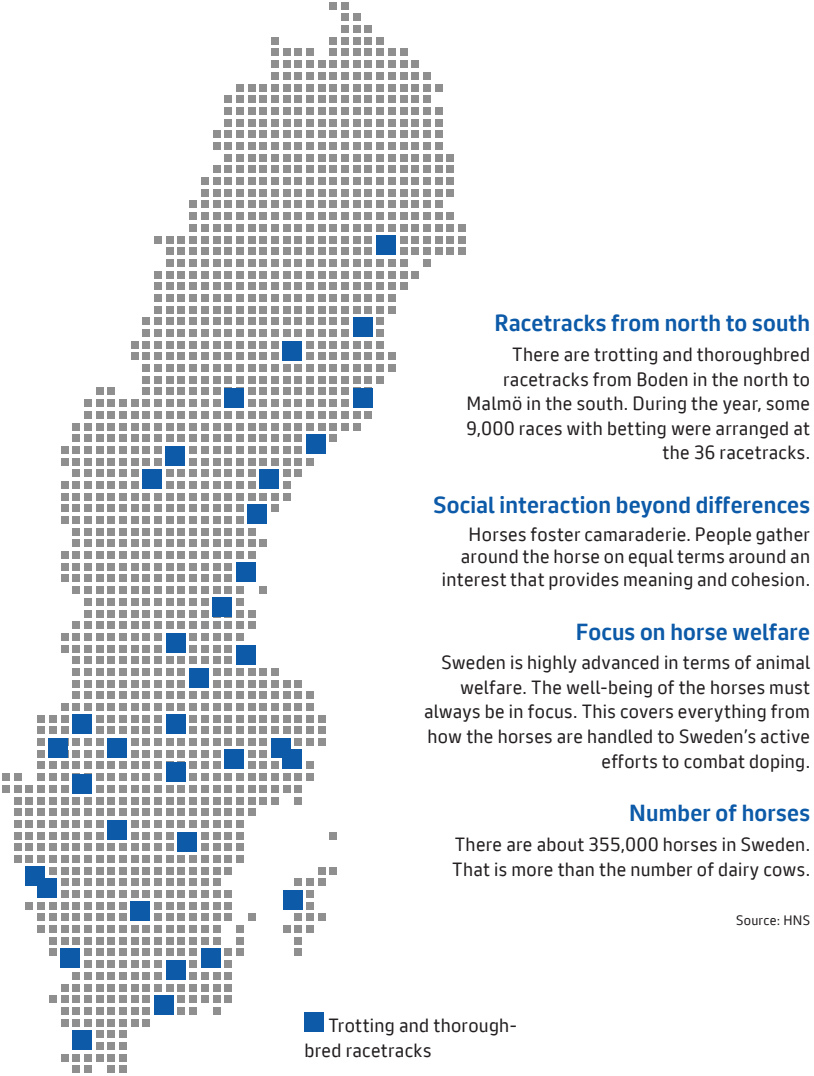 Racetracks from north to south
There are trotting and thoroughbred
racetracks from Boden in the north to
Malmö in the south. During the year, some
9,000 races with betting were arranged at
the 36 racetracks.
Social interaction beyond differences
Horses foster camaraderie. People gather
around the horse on equal terms around an
interest that provides meaning and cohesion.
Focus on horse welfare
Sweden is highly advanced in terms of animal
welfare. The well-being of the horses must
always be in focus. This covers everything from
how the horses are handled to Sweden’s active
efforts to combat doping.
Number of horses
There are about 355,000 horses in Sweden.
That is more than the number of dairy cows.
Source: HNS
Trotting and thorough-
bred racetracks